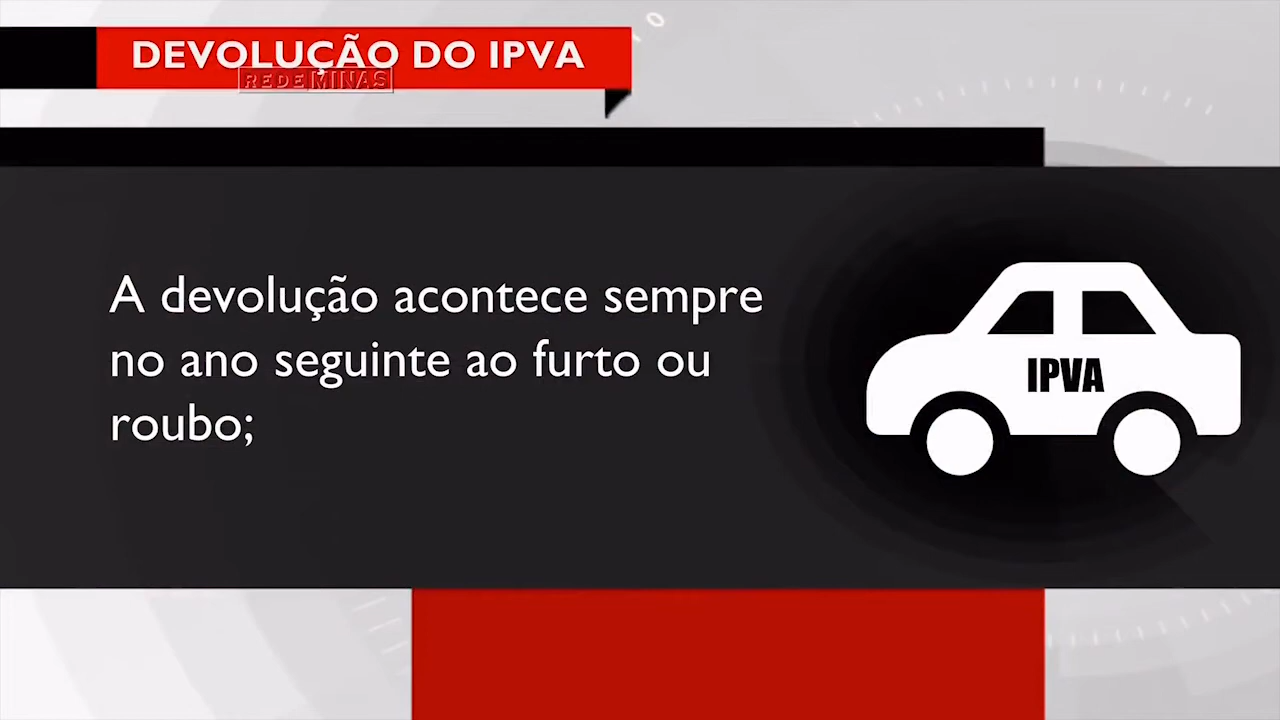 DEVOLUÇÃO DO IPVA
REDE MINAS
A devolução acontece sempre
no ano seguinte ao furto ou
roubo;
IPVA